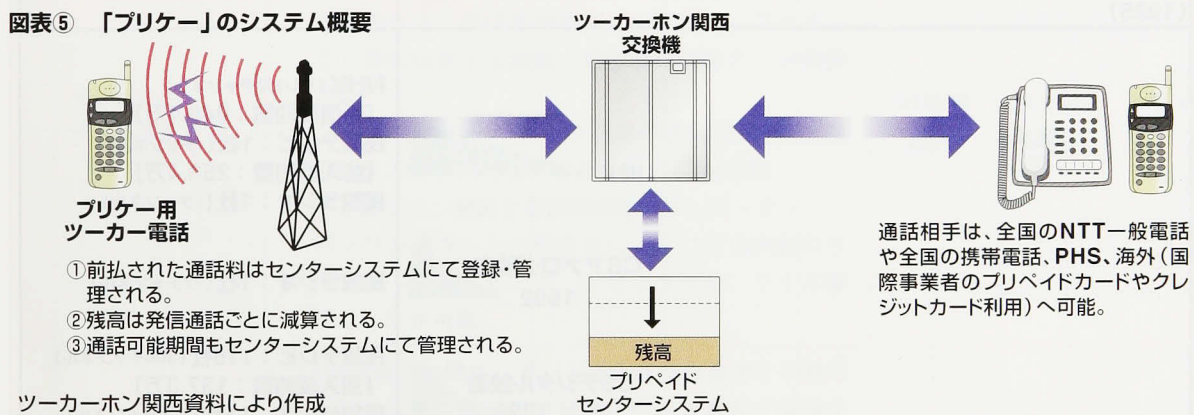 図表⑤ 「プリケー」のシステム概要
ツーカーホン関西
交換機
プリケー用
ツーカー電話
①前払された通話料はセンターシステムにて登録・管
理される。
②残高は発信通話ごとに減算される。
③通話可能期間もセンターシステムにて管理される。
ツーカーホン関西資料により作成
残高
プリペイド
センターシステム
通話相手は、全国のNTT一般電話
や全国の携帯電話、PHS、海外(国
際事業者のプリペイドカードやクレ
ジットカード利用)へ可能。